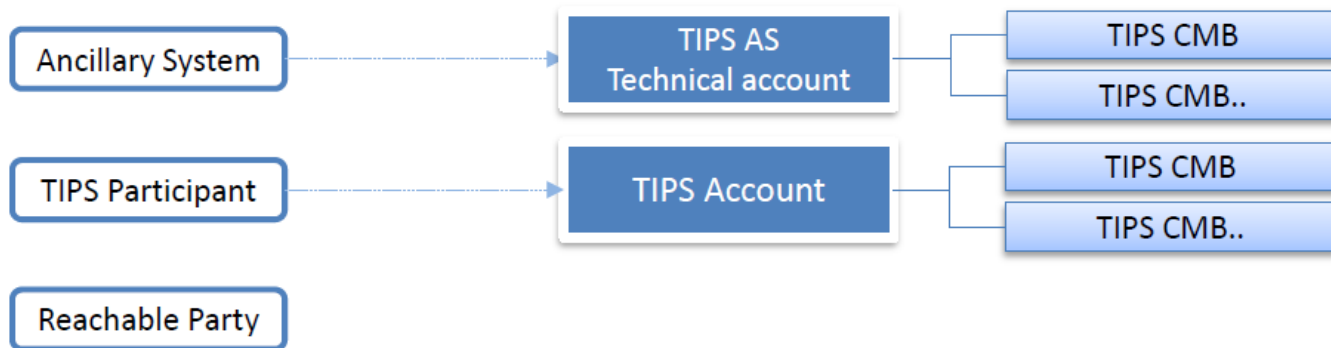 Ancillary System
TIPS AS
Technical account
TIPS CMB
TIPS CMB..
TIPS Participant
TIPS Account
TIPS CMB
TIPS CMB..
Reachable Party